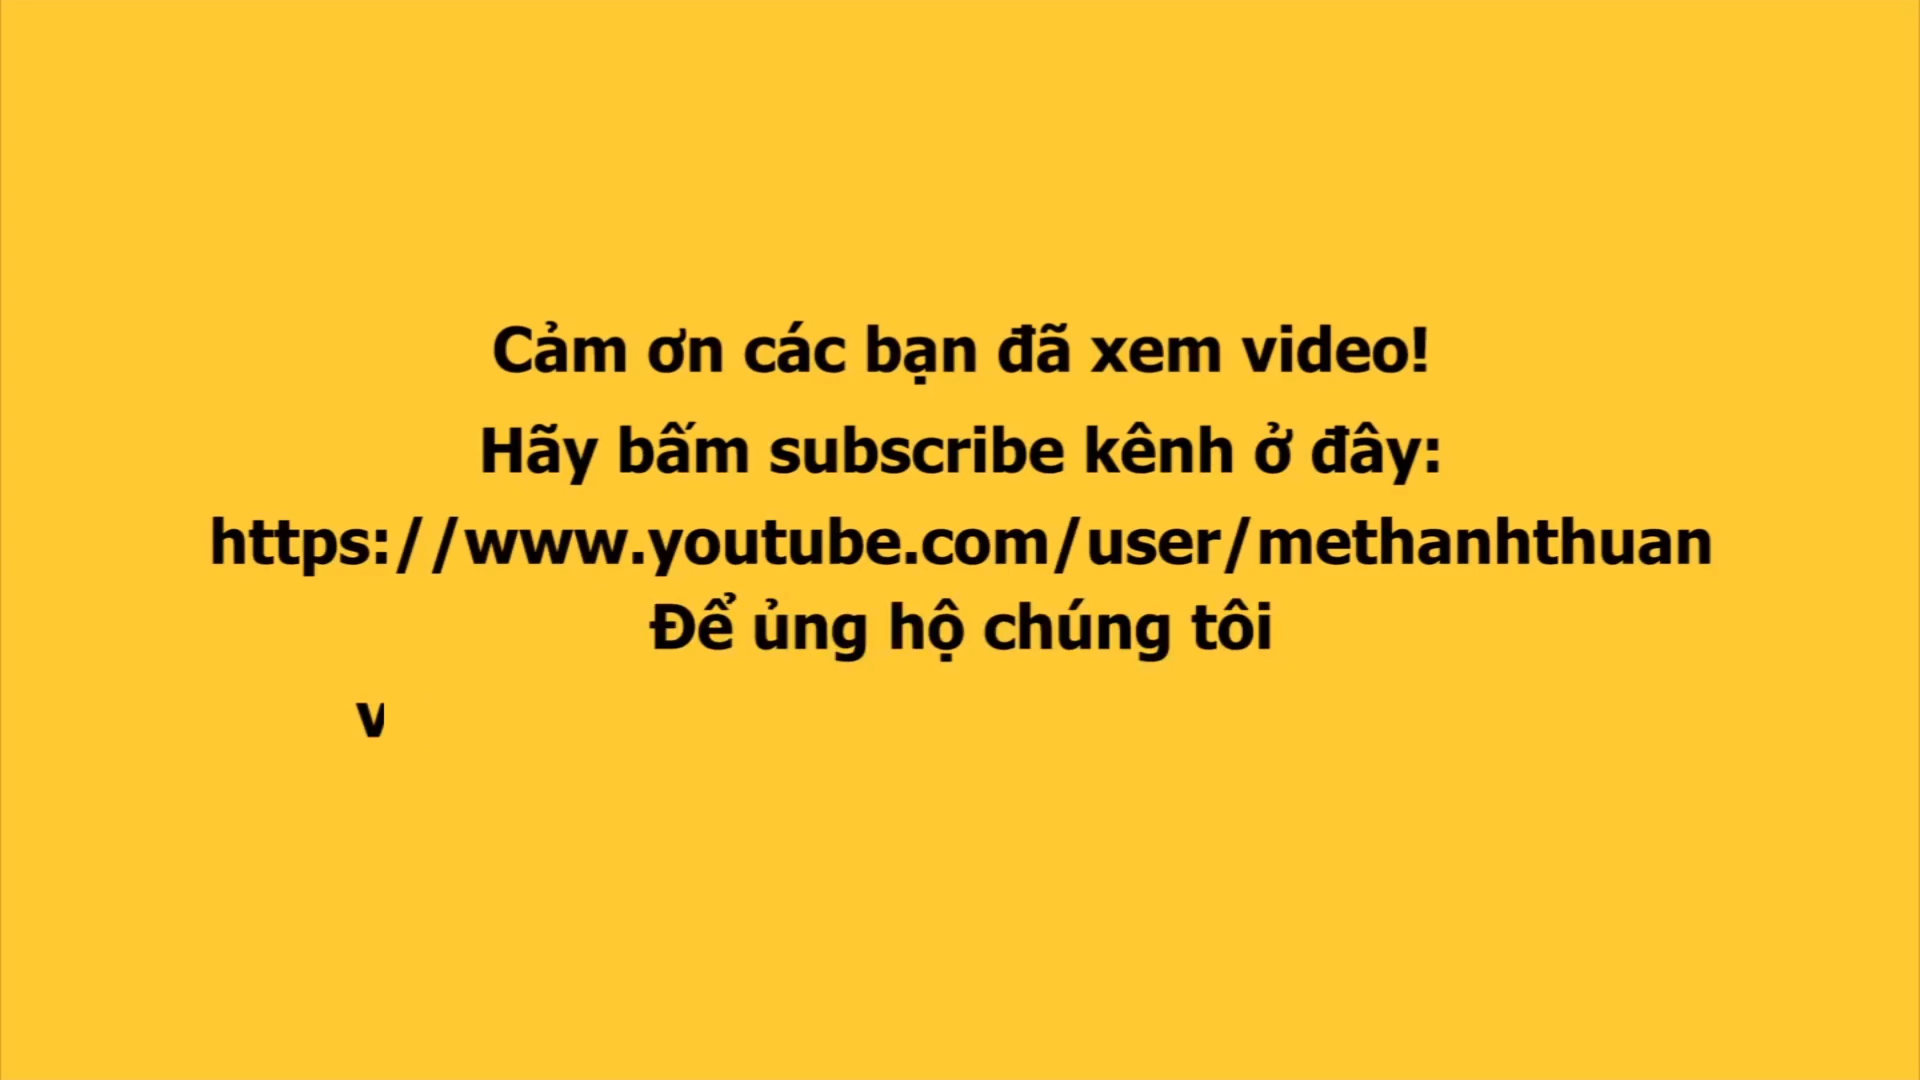 Cảm ơn các bạn đã xem video!
Hãy bấm subscribe kênh ở đây:
https://www.youtube.com/user/methanhthuan
Để ủng hộ chúng tôi
v